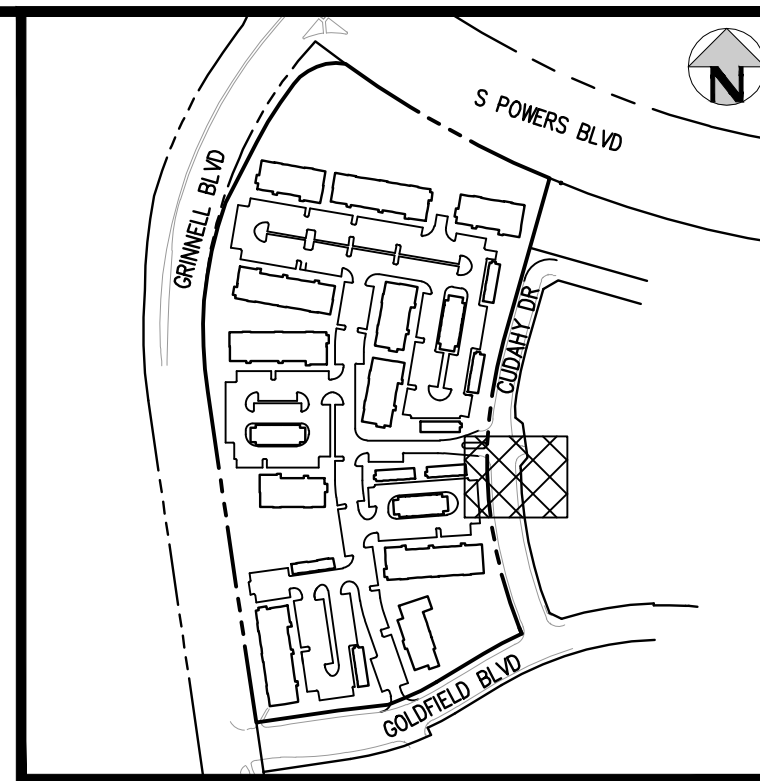 N
S POWERS BLVD
GRINNELL BLVD
CUDAHY DR
GOLDFIELD BLVD